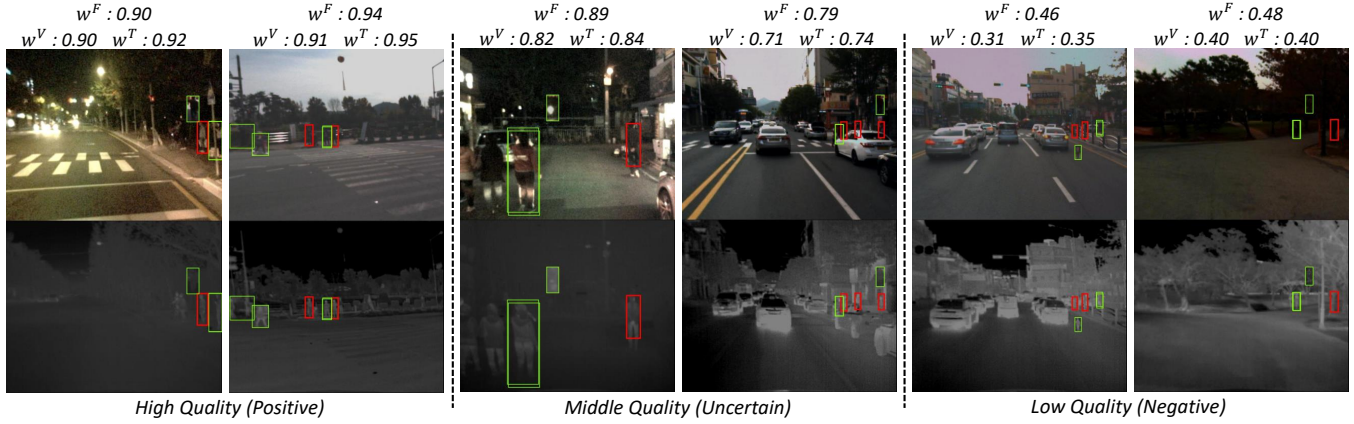 w^F : 0.90
w^V : 0.90 w^T : 0.92
w^F : 0.94
w^V : 0.91 w^T : 0.95
w^F : 0.89
w^V : 0.82 w^T : 0.84
w^F : 0.79
w^V : 0.71 w^T : 0.74
w^F : 0.46
w^V : 0.31 w^T : 0.35
w^F : 0.48
w^V : 0.40 w^T : 0.40
High Quality (Positive)
Middle Quality (Uncertain)
Low Quality (Negative)